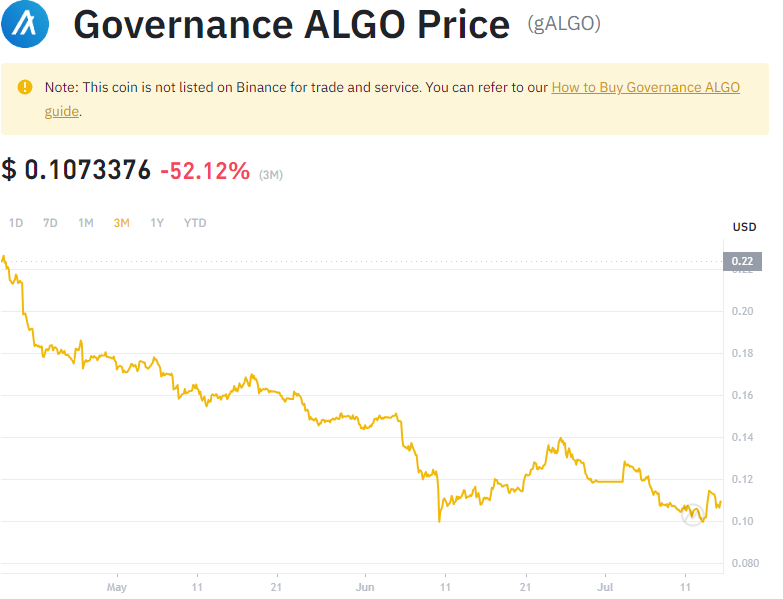 Governance ALGO Price (gALGO)
Note: This coin is not listed on Binance for trade and service. You can refer to our How to Buy Governance ALGO
guide.
$ 0.1073376 -52.12% (3M)
1D 7D 1M 3M 1Y YTD
USD
0.22
0.22
0.20
0.18
0.16
0.14
0.12
0.10
0.080
May 11 21 Jun 11 21 Jul 11